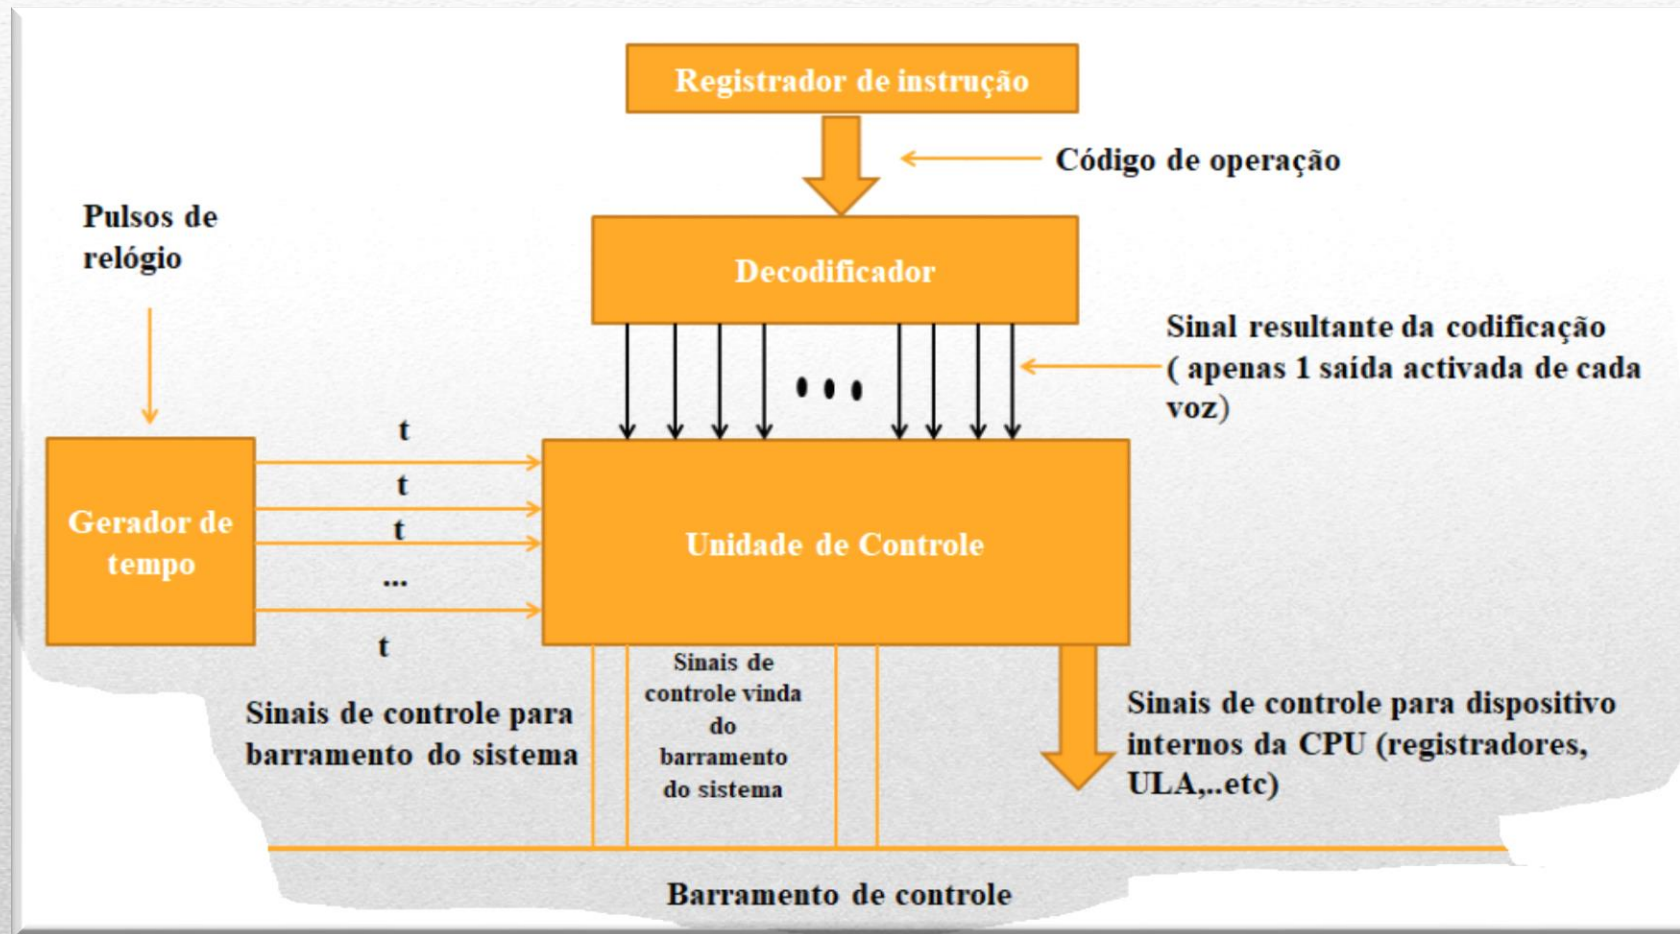 Registrador de instrução
Código de operação
Pulsos de
relógio
Decodificador
Sinal resultante da codificação
( apenas 1 saída activada de cada
voz)
t
t
t
...
t
Gerador de
tempo
Unidade de Controle
Sinais de controle para
barramento do sistema
Sinais de
controle vinda
do
barramento
do sistema
Sinais de controle para dispositivo
internos da CPU (registradores,
ULA,..etc)
Barramento de controle